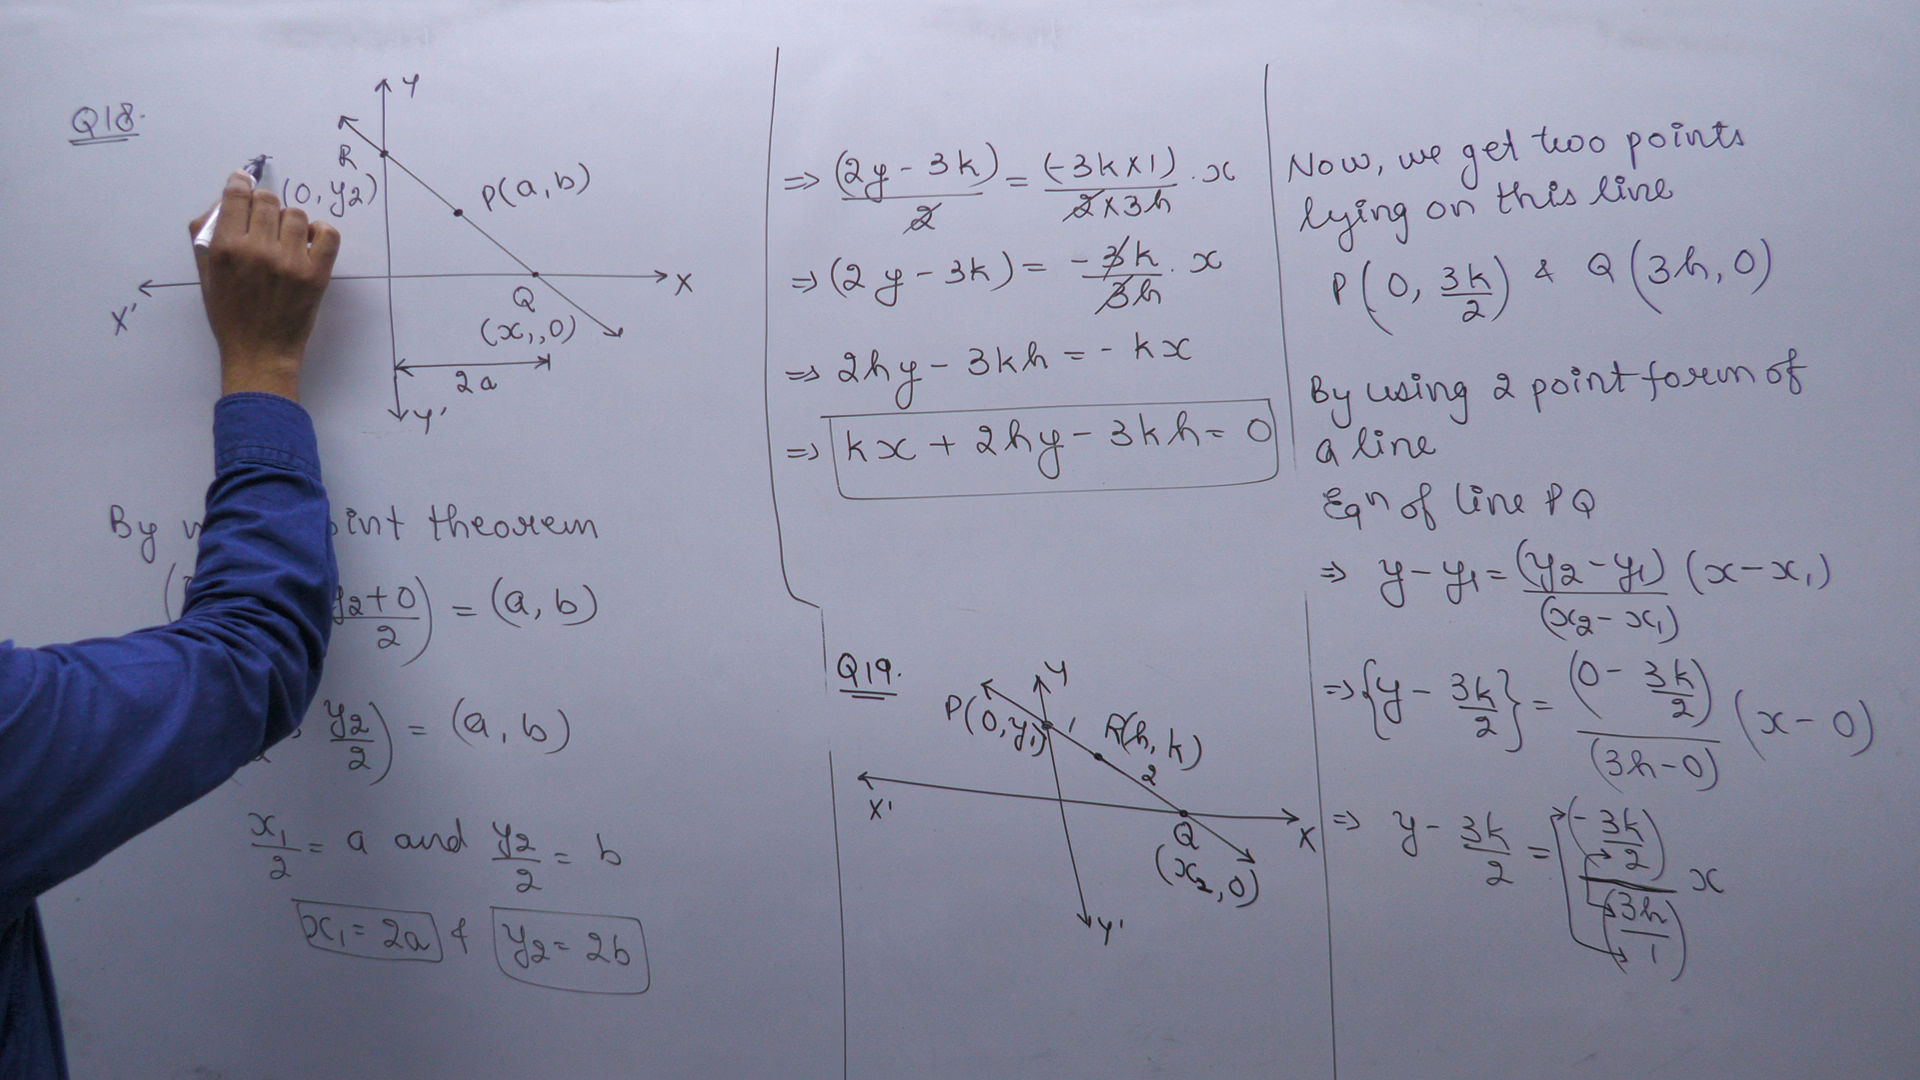 Q18.
Y
R
(0, y2)
P(a, b)
X
X'
Q
(x1, 0)
2a
Y'
By
theorem
y2+0/2) = (a, b)
y2/2) = (a, b)
x1/2 = a and y2/2 = b
x1 = 2a & y2 = 2b
=> (2y - 3k)/2 = (-3k×1)/(2×3h) . x
=> (2y - 3k) = -3k/3h . x
=> 2hy - 3kh = - kx
=> kx + 2hy - 3kh = 0
Q19.
Y
P(0, y1)
1
R(h, k)
2
X'
X
Q
(x2, 0)
Y'
Now, we get two points
lying on this line
P(0, 3k/2) & Q(3h, 0)
By using 2 point form of
a line
Eqn of line PQ
=> y - y1 = (y2 - y1)/(x2 - x1) (x - x1)
=> {y - 3k/2} = (0 - 3k/2)/(3h - 0) (x - 0)
=> y - 3k/2 = (-3k/2)/(3h/1) x